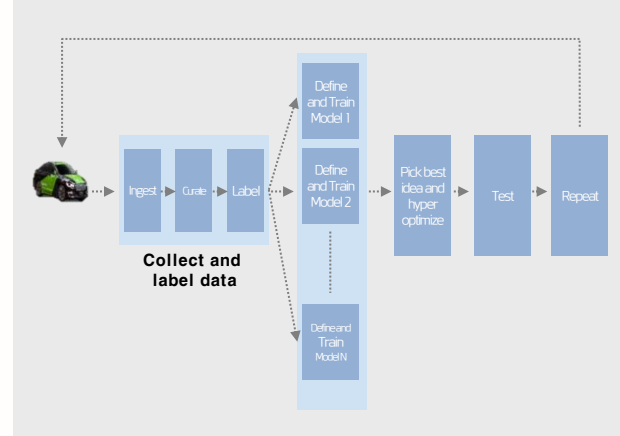 Ingest
Curate
Label
Collect and
label data
Define
and Train
Model 1
Define
and Train
Model 2
Define and
Train
Model N
Pick best
idea and
hyper
optimize
Test
Repeat